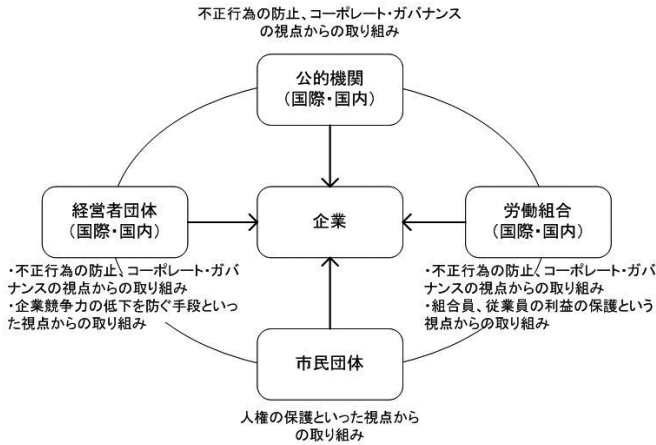 不正行為の防止、コーポレート・ガバナンス
の視点からの取り組み
公的機関
（国際・国内）
経営者団体
（国際・国内）
企業
労働組合
（国際・国内）
・不正行為の防止、コーポレート・ガバ
ナンスの視点からの取り組み
・企業競争力の低下を防ぐ手段といっ
た視点からの取り組み
・不正行為の防止、コーポレート・ガバ
ナンスの視点からの取り組み
・組合員、従業員の利益の保護という
視点からの取り組み
市民団体
人権の保護といった視点から
の取り組み